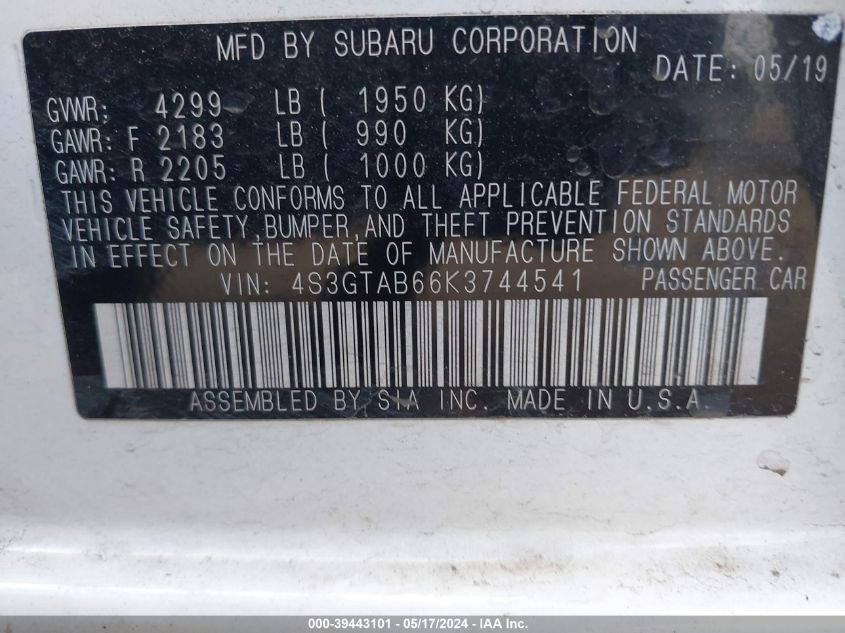 MFD BY SUBARU CORPORATION
DATE: 05/19
GVWR: 4299 LB ( 1950 KG)
GAWR: F 2183 LB ( 990 KG)
GAWR: R 2205 LB ( 1000 KG)
THIS VEHICLE CONFORMS TO ALL APPLICABLE FEDERAL MOTOR
VEHICLE SAFETY,BUMPER,AND THEFT PREVENTION STANDARDS
IN EFFECT ON THE DATE OF MANUFACTURE SHOWN ABOVE.
VIN: 4S3GTAB66K3744541 PASSENGER CAR
ASSEMBLED BY SIA INC. MADE IN U.S.A.
000-39443101 - 05/17/2024 - IAA Inc.